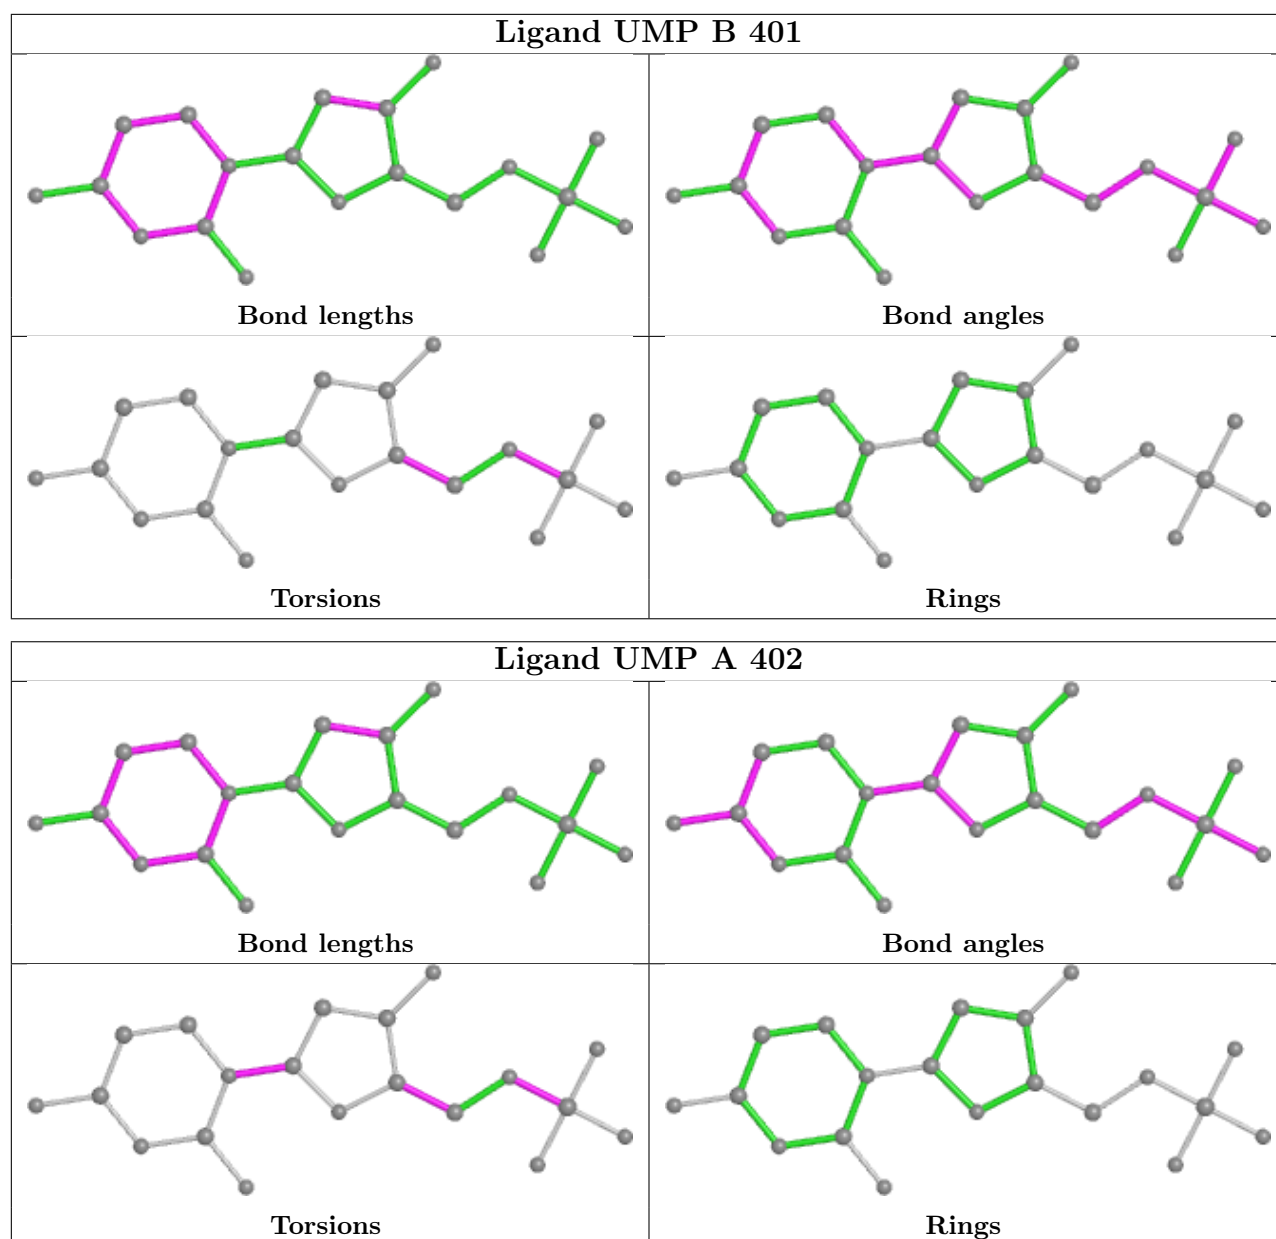 Ligand UMP B 401
Bond lengths
Bond angles
Torsions
Rings
Ligand UMP A 402
Bond lengths
Bond angles
Torsions
Rings